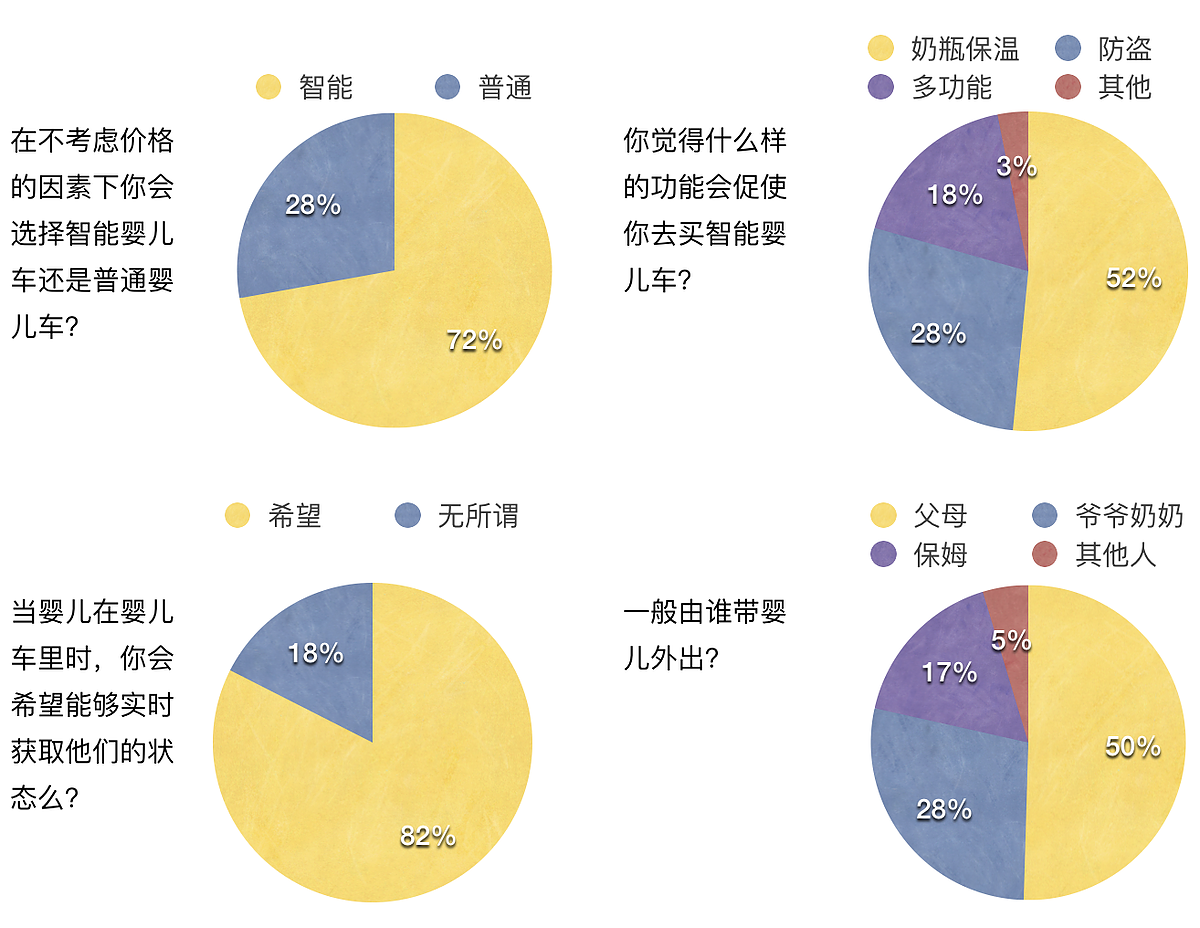 智能 普通
在不考虑价格
的因素下你会
选择智能婴儿
车还是普通婴
儿车?
28%
72%
奶瓶保温 防盗
多功能 其他
你觉得什么样
的功能会促使
你去买智能婴
儿车?
3%
18%
52%
28%
希望 无所谓
当婴儿在婴儿
车里时，你会
希望能够实时
获取他们的状
态么?
18%
82%
父母 爷爷奶奶
保姆 其他人
一般由谁带婴
儿外出?
5%
17%
50%
28%